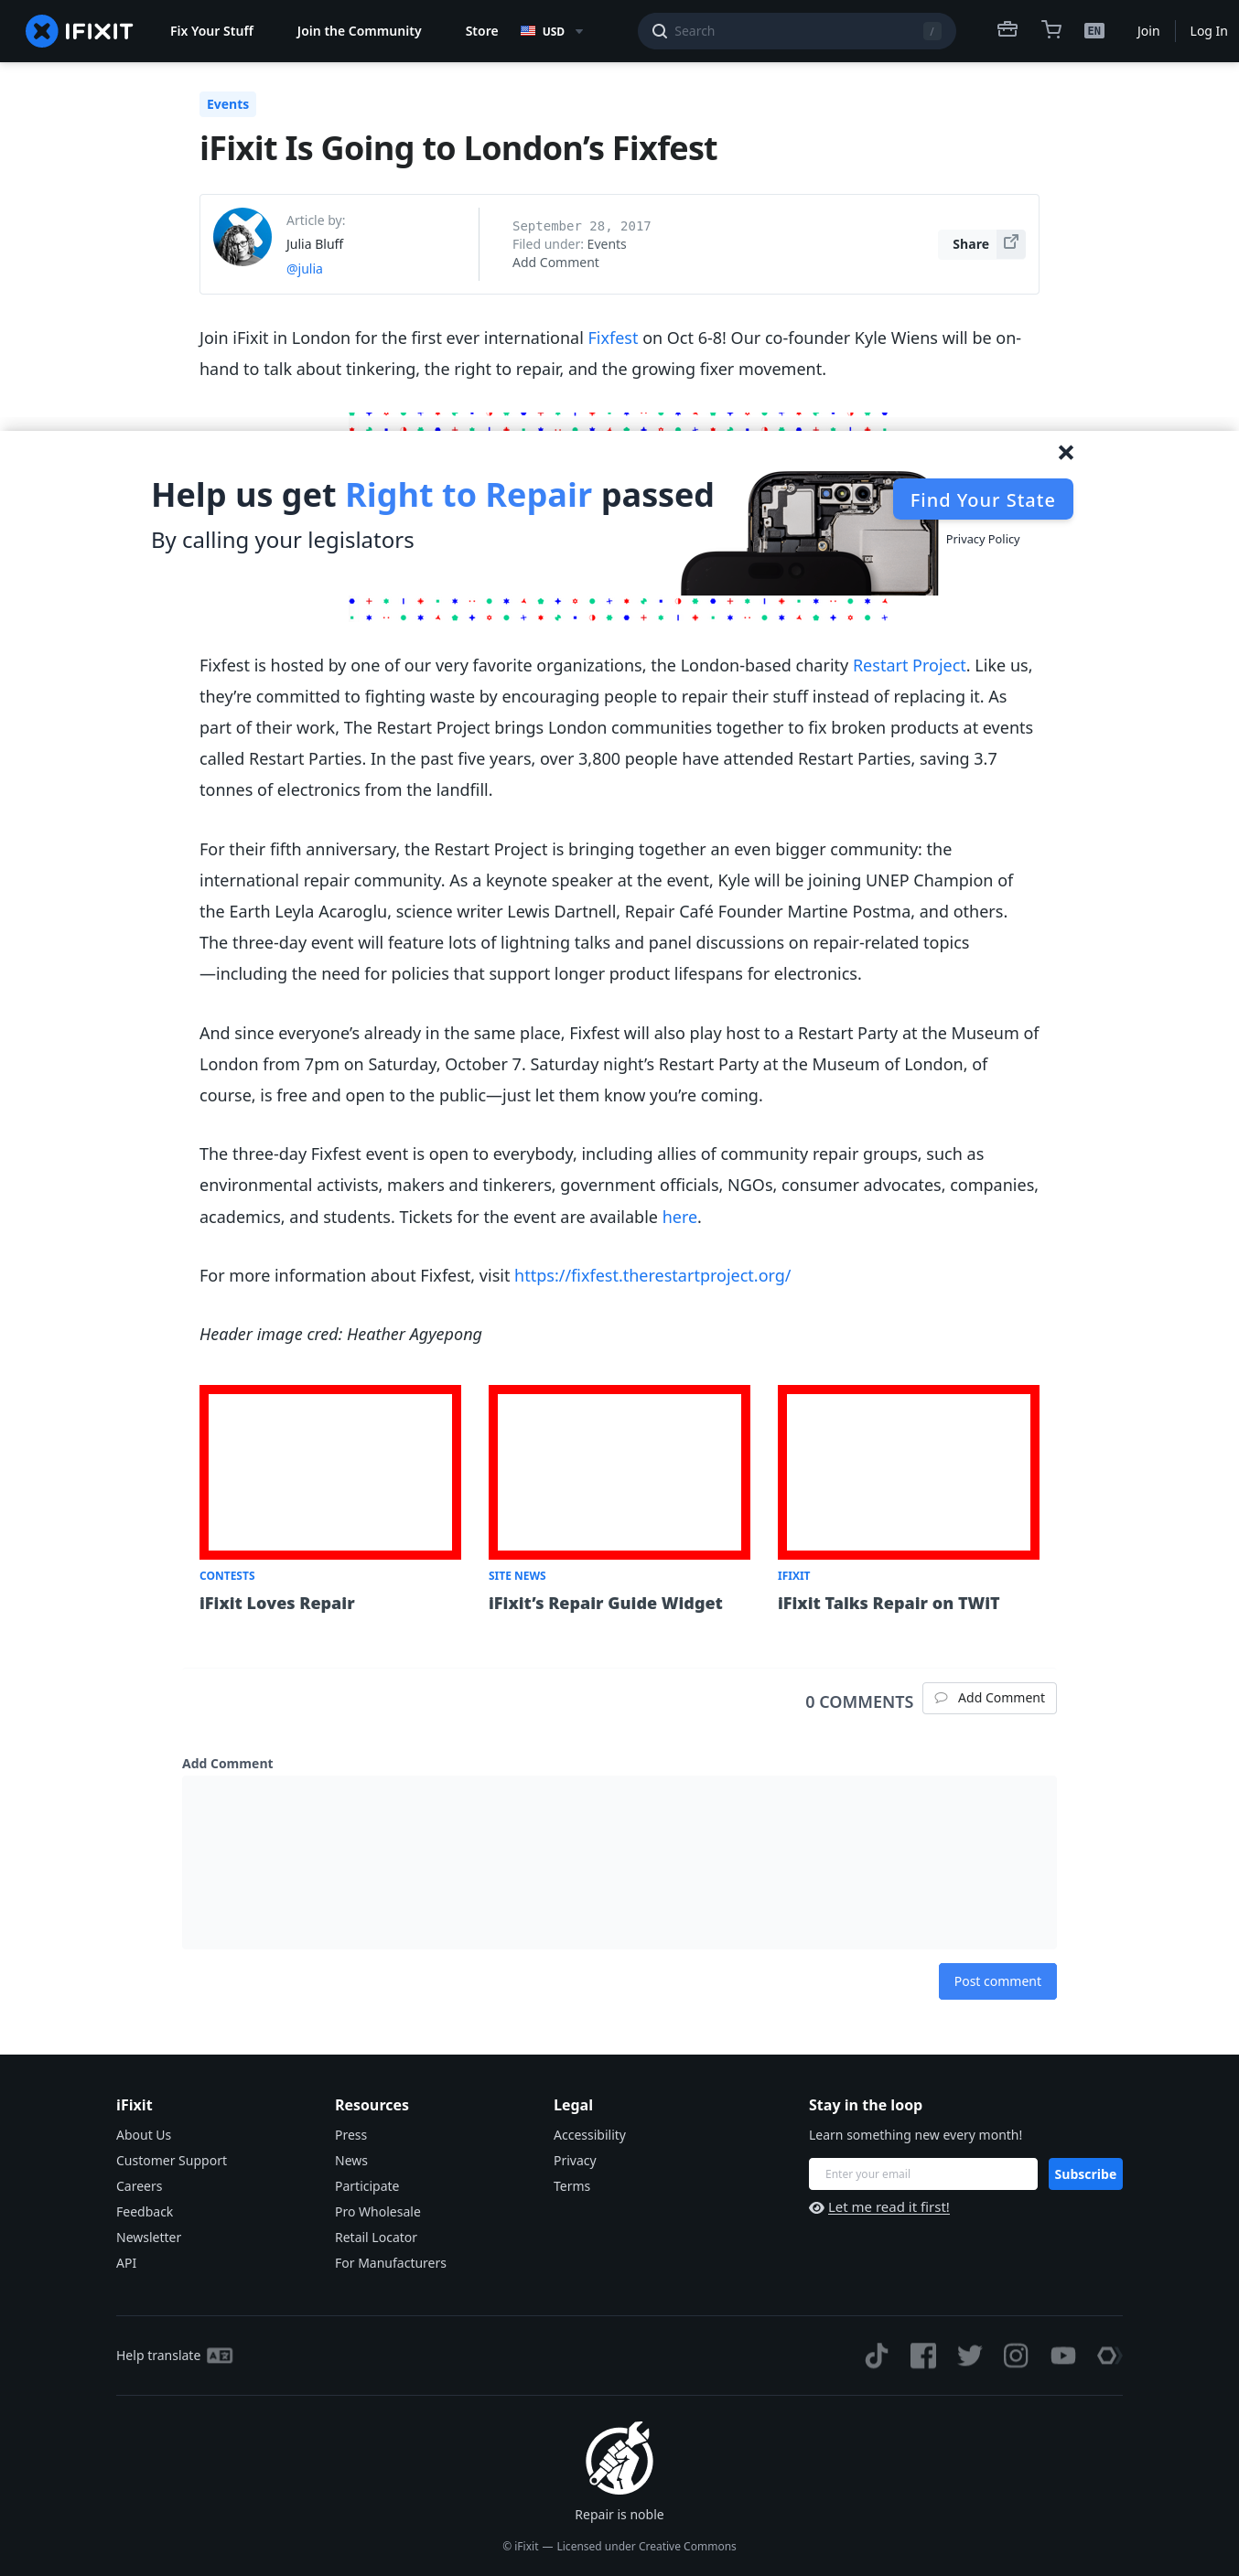 IFIXIT
Fix Your Stuff
Join the Community
Store
USD
Search
/
EN
Join
Log In
Events
iFixit Is Going to London’s Fixfest
Article by:
Julia Bluff
@julia
September 28, 2017
Filed under: Events
Add Comment
Share
Join iFixit in London for the first ever international Fixfest on Oct 6-8! Our co-founder Kyle Wiens will be on-
hand to talk about tinkering, the right to repair, and the growing fixer movement.
Help us get Right to Repair passed
By calling your legislators
Find Your State
Privacy Policy
Fixfest is hosted by one of our very favorite organizations, the London-based charity Restart Project. Like us,
they’re committed to fighting waste by encouraging people to repair their stuff instead of replacing it. As
part of their work, The Restart Project brings London communities together to fix broken products at events
called Restart Parties. In the past five years, over 3,800 people have attended Restart Parties, saving 3.7
tonnes of electronics from the landfill.
For their fifth anniversary, the Restart Project is bringing together an even bigger community: the
international repair community. As a keynote speaker at the event, Kyle will be joining UNEP Champion of
the Earth Leyla Acaroglu, science writer Lewis Dartnell, Repair Café Founder Martine Postma, and others.
The three-day event will feature lots of lightning talks and panel discussions on repair-related topics
—including the need for policies that support longer product lifespans for electronics.
And since everyone’s already in the same place, Fixfest will also play host to a Restart Party at the Museum of
London from 7pm on Saturday, October 7. Saturday night’s Restart Party at the Museum of London, of
course, is free and open to the public—just let them know you’re coming.
The three-day Fixfest event is open to everybody, including allies of community repair groups, such as
environmental activists, makers and tinkerers, government officials, NGOs, consumer advocates, companies,
academics, and students. Tickets for the event are available here.
For more information about Fixfest, visit https://fixfest.therestartproject.org/
Header image cred: Heather Agyepong
CONTESTS
iFixit Loves Repair
SITE NEWS
iFixit’s Repair Guide Widget
IFIXIT
iFixit Talks Repair on TWiT
0 COMMENTS
Add Comment
Add Comment
Post comment
iFixit
About Us
Customer Support
Careers
Feedback
Newsletter
API
Resources
Press
News
Participate
Pro Wholesale
Retail Locator
For Manufacturers
Legal
Accessibility
Privacy
Terms
Stay in the loop
Learn something new every month!
Enter your email
Subscribe
Let me read it first!
Help translate
Repair is noble
© iFixit — Licensed under Creative Commons